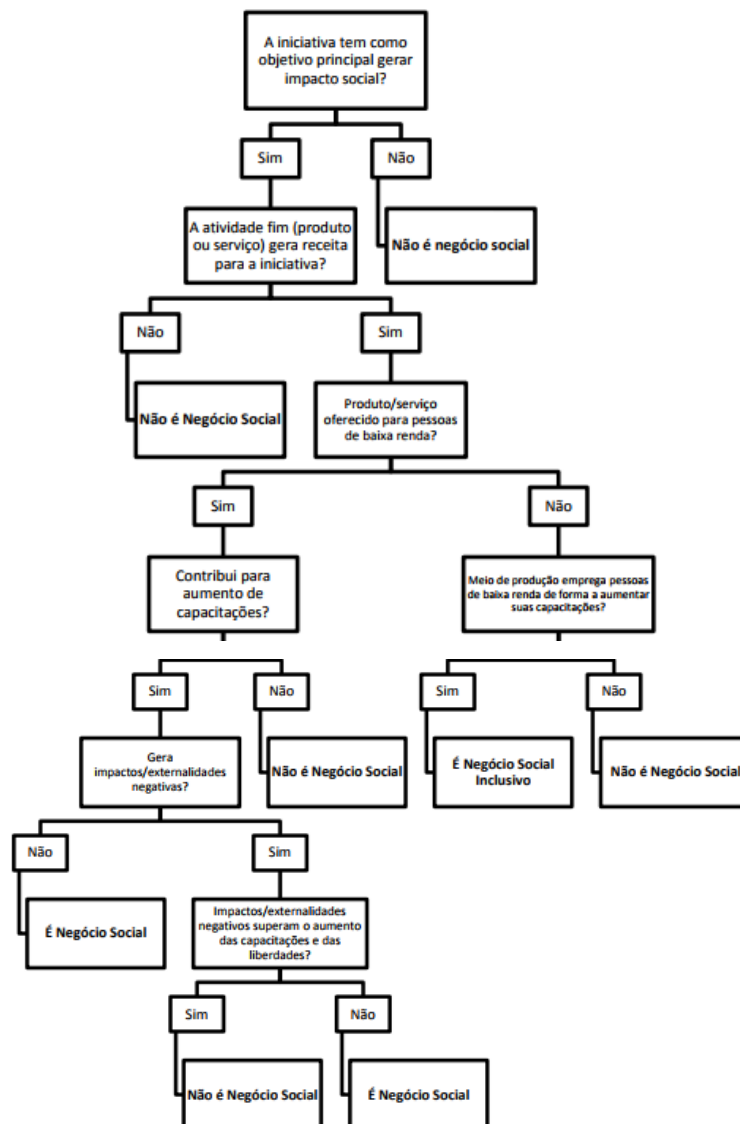 A iniciativa tem como
objetivo principal gerar
impacto social?
Sim
Não
A atividade fim (produto
ou serviço) gera receita
para a iniciativa?
Não é negócio social
Não
Sim
Não é Negócio Social
Produto/serviço
oferecido para pessoas
de baixa renda?
Sim
Não
Contribui para
aumento de
capacitações?
Meio de produção emprega pessoas
de baixa renda de forma a aumentar
suas capacitações?
Sim
Não
Sim
Não
Gera
impactos/externalidades
negativas?
Não é Negócio Social
É Negócio Social
Inclusivo
Não é Negócio Social
Não
Sim
É Negócio Social
Impactos/externalidades
negativos superam o aumento
das capacitações e das
liberdades?
Sim
Não
Não é Negócio Social
É Negócio Social